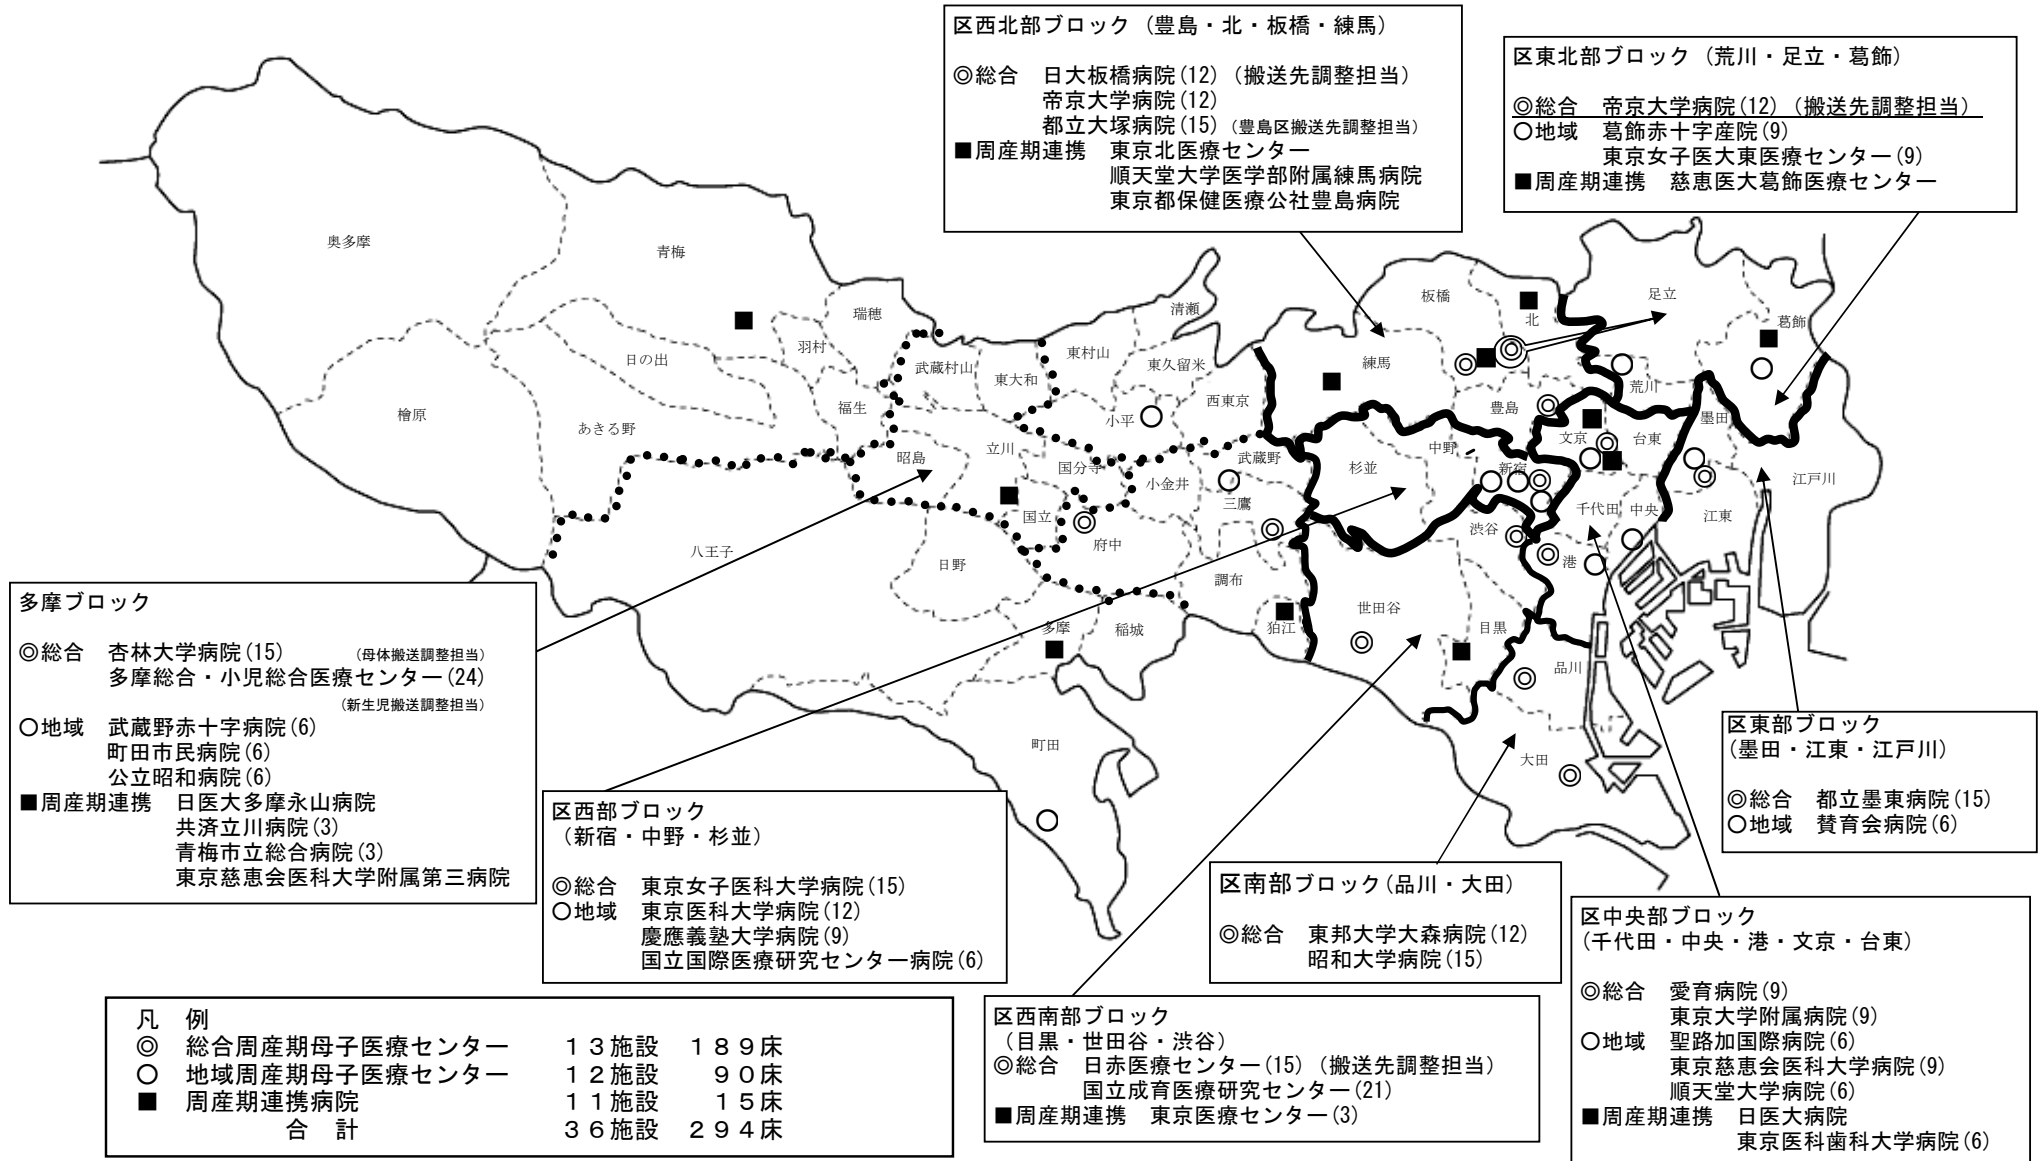 区西北部ブロック（豊島・北・板橋・練馬）
◎総合　日大板橋病院(12)（搬送先調整担当）
帝京大学病院(12)
都立大塚病院(15)（豊島区搬送先調整担当）
■周産期連携　東京北医療センター
順天堂大学医学部附属練馬病院
東京都保健医療公社豊島病院
区東北部ブロック（荒川・足立・葛飾）
◎総合　帝京大学病院(12)（搬送先調整担当）
○地域　葛飾赤十字産院(9)
東京女子医大東医療センター(9)
■周産期連携　慈恵医大葛飾医療センター
奥多摩
青梅
瑞穂
羽村
日の出
福生
檜原
あきる野
武蔵村山
東大和
東村山
清瀬
東久留米
小平
西東京
昭島
立川
国分寺
小金井
武蔵野
三鷹
国立
府中
八王子
日野
調布
狛江
多摩
稲城
町田
板橋
北
練馬
豊島
足立
葛飾
荒川
墨田
文京
台東
中野
杉並
新宿
千代田
中央
江東
江戸川
渋谷
港
世田谷
目黒
品川
大田
多摩ブロック
◎総合　杏林大学病院(15)　（母体搬送調整担当）
多摩総合・小児総合医療センター(24)
（新生児搬送調整担当）
○地域　武蔵野赤十字病院(6)
町田市民病院(6)
公立昭和病院(6)
■周産期連携　日医大多摩永山病院
共済立川病院(3)
青梅市立総合病院(3)
東京慈恵会医科大学附属第三病院
区西部ブロック
（新宿・中野・杉並）
◎総合　東京女子医科大学病院(15)
○地域　東京医科大学病院(12)
慶應義塾大学病院(9)
国立国際医療研究センター病院(6)
区南部ブロック(品川・大田)
◎総合　東邦大学大森病院(12)
昭和大学病院(15)
区東部ブロック
(墨田・江東・江戸川)
◎総合　都立墨東病院(15)
○地域　賛育会病院(6)
区西南部ブロック
（目黒・世田谷・渋谷）
◎総合　日赤医療センター(15)（搬送先調整担当）
国立成育医療研究センター(21)
■周産期連携　東京医療センター(3)
区中央部ブロック
(千代田・中央・港・文京・台東)
◎総合　愛育病院(9)
東京大学附属病院(9)
○地域　聖路加国際病院(6)
東京慈恵会医科大学病院(9)
順天堂大学病院(6)
■周産期連携　日医大病院
東京医科歯科大学病院(6)
凡　例
◎　総合周産期母子医療センター　１３施設　１８９床
○　地域周産期母子医療センター　１２施設　９０床
■　周産期連携病院　１１施設　１５床
合　計　３６施設　２９４床